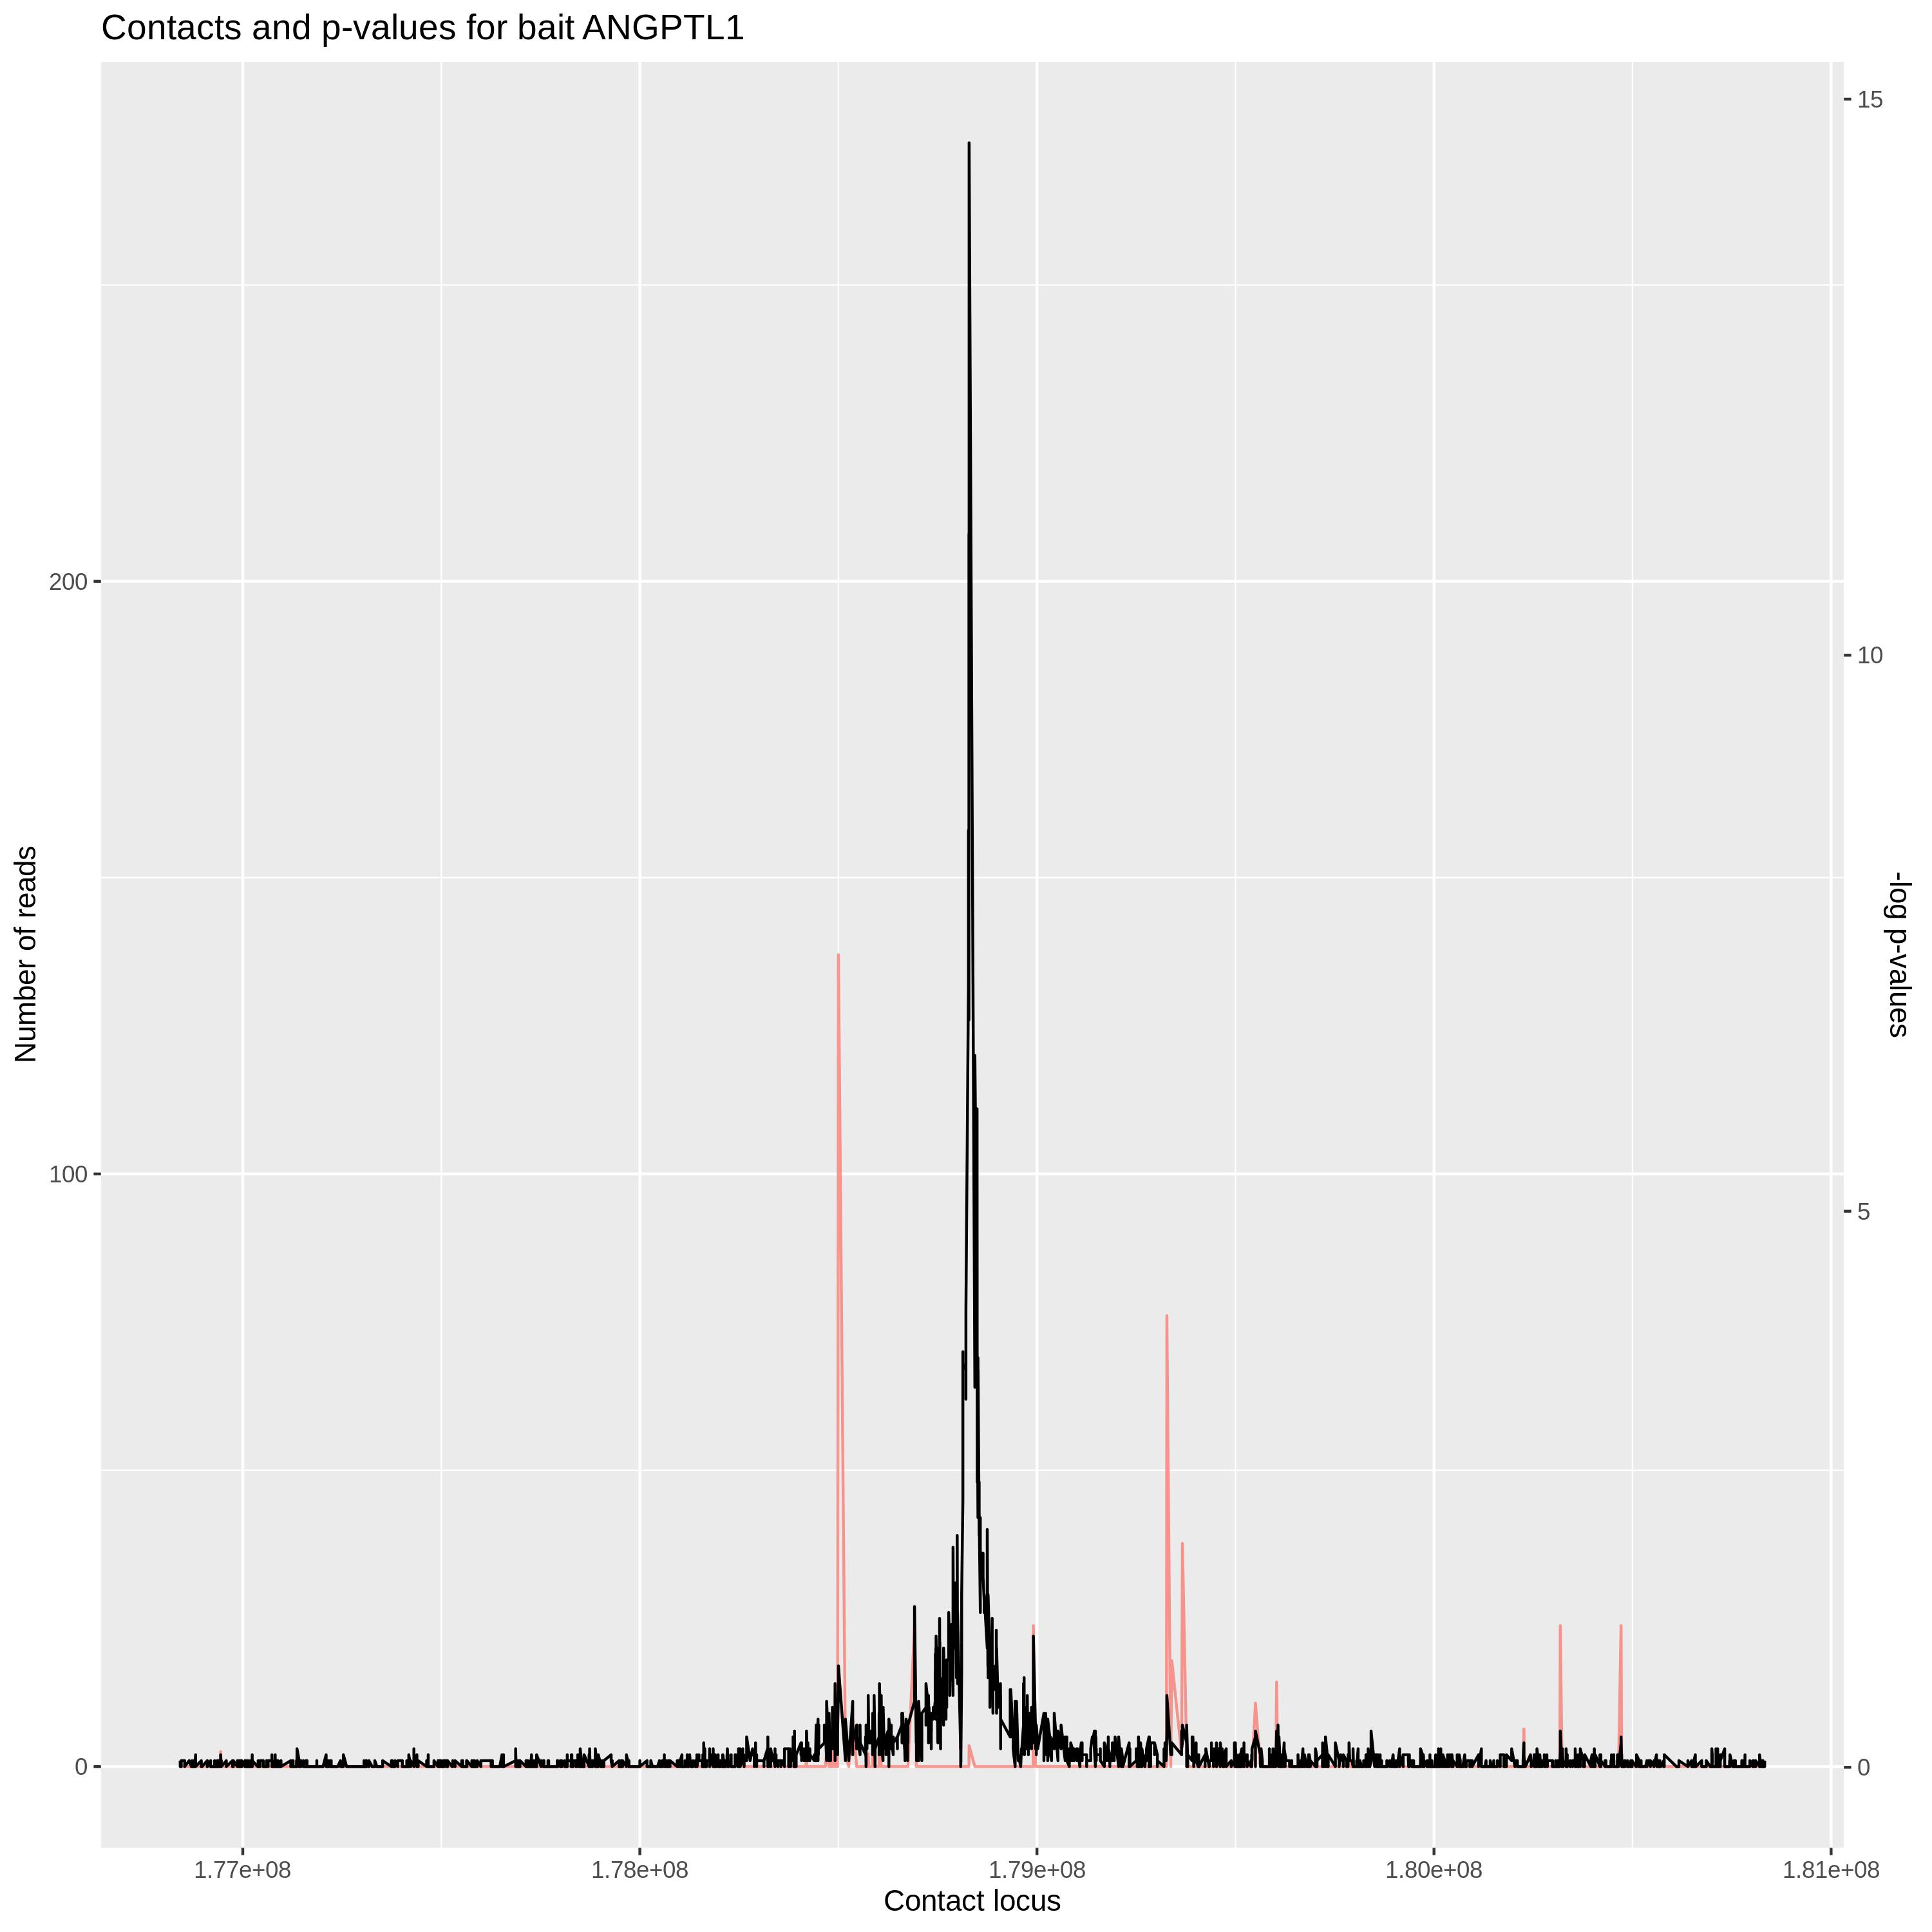 Contacts and p-values for bait ANGPTL1
15
200
10
Number of reads
-log p-values
100
5
0
0
1.77e+08
1.78e+08
1.79e+08
1.80e+08
1.81e+08
Contact locus